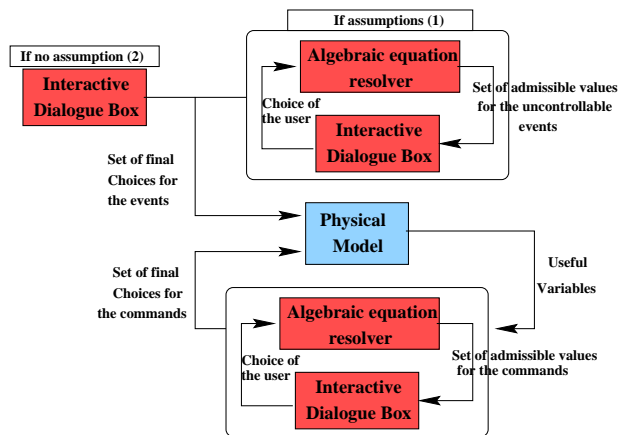 If assumptions (1)
If no assumption (2)
Interactive
Dialogue Box
Algebraic equation
resolver
Choice of
the user
Set of admissible values
for the uncontrollable
events
Interactive
Dialogue Box
Set of final
Choices for
the events
Physical
Model
Set of final
Choices for
the commands
Useful
Variables
Algebraic equation
resolver
Choice of
the user
Set of admissible values
for the commands
Interactive
Dialogue Box